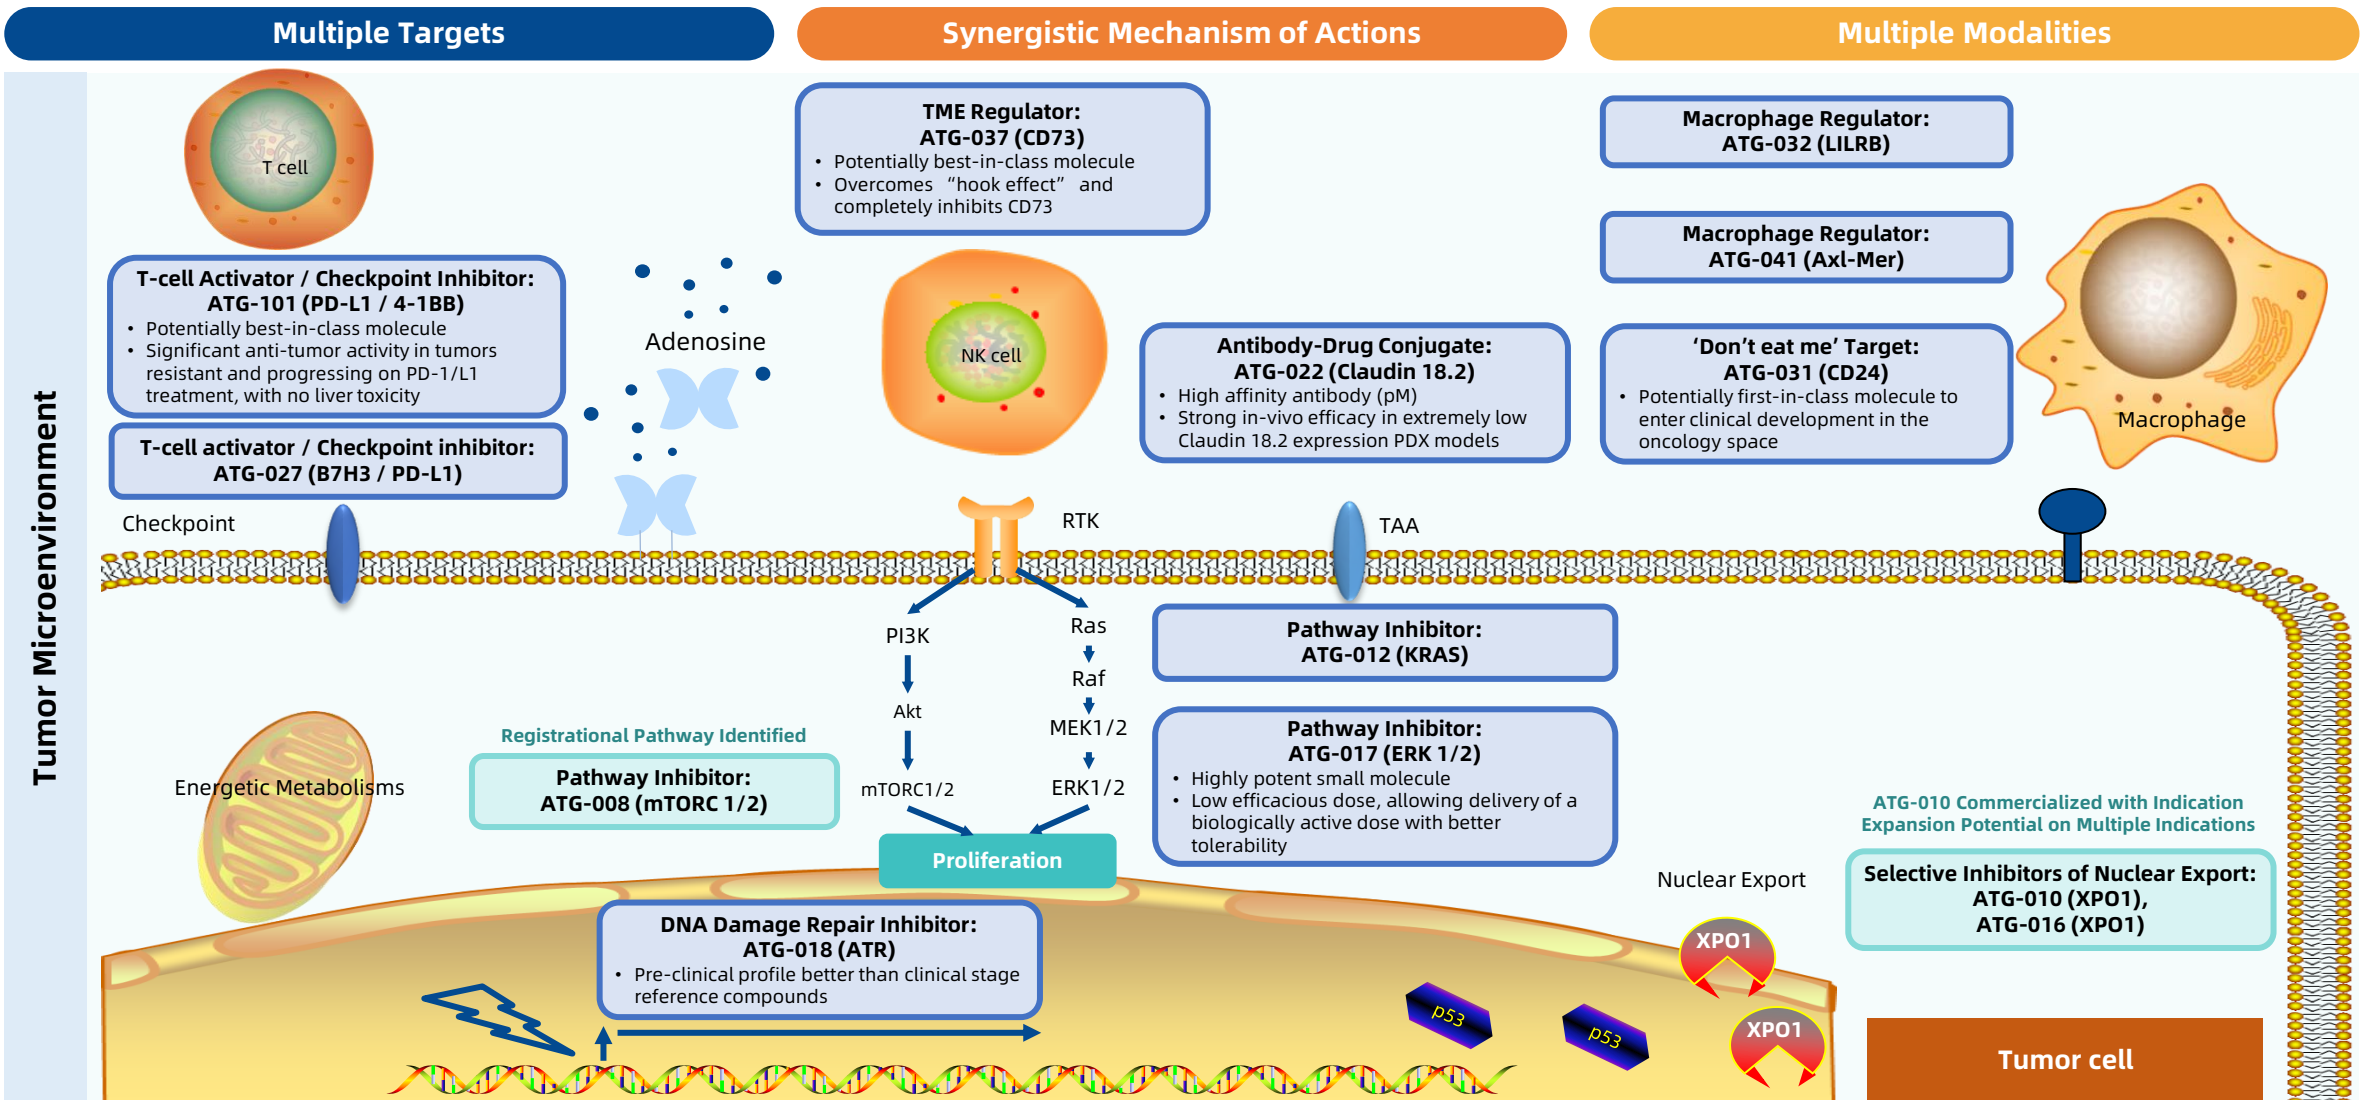 Multiple Targets
Synergistic Mechanism of Actions
Multiple Modalities
Tumor Microenvironment
T cell
T-cell Activator / Checkpoint Inhibitor:
ATG-101 (PD-L1 / 4-1BB)
• Potentially best-in-class molecule
• Significant anti-tumor activity in tumors
resistant and progressing on PD-1/L1
treatment, with no liver toxicity
T-cell activator / Checkpoint inhibitor:
ATG-027 (B7H3 / PD-L1)
Checkpoint
Adenosine
TME Regulator:
ATG-037 (CD73)
• Potentially best-in-class molecule
• Overcomes “hook effect” and
completely inhibits CD73
NK cell
Antibody-Drug Conjugate:
ATG-022 (Claudin 18.2)
• High affinity antibody (pM)
• Strong in-vivo efficacy in extremely low
Claudin 18.2 expression PDX models
RTK
TAA
Macrophage Regulator:
ATG-032 (LILRB)
Macrophage Regulator:
ATG-041 (Axl-Mer)
‘Don’t eat me’ Target:
ATG-031 (CD24)
• Potentially first-in-class molecule to
enter clinical development in the
oncology space
Macrophage
PI3K
Akt
mTORC1/2
Ras
Raf
MEK1/2
ERK1/2
Pathway Inhibitor:
ATG-012 (KRAS)
Pathway Inhibitor:
ATG-017 (ERK 1/2)
• Highly potent small molecule
• Low efficacious dose, allowing delivery of a
biologically active dose with better
tolerability
Energetic Metabolisms
Registrational Pathway Identified
Pathway Inhibitor:
ATG-008 (mTORC 1/2)
Proliferation
DNA Damage Repair Inhibitor:
ATG-018 (ATR)
• Pre-clinical profile better than clinical stage
reference compounds
Nuclear Export
ATG-010 Commercialized with Indication
Expansion Potential on Multiple Indications
Selective Inhibitors of Nuclear Export:
ATG-010 (XPO1),
ATG-016 (XPO1)
XPO1
XPO1
p53
p53
Tumor cell